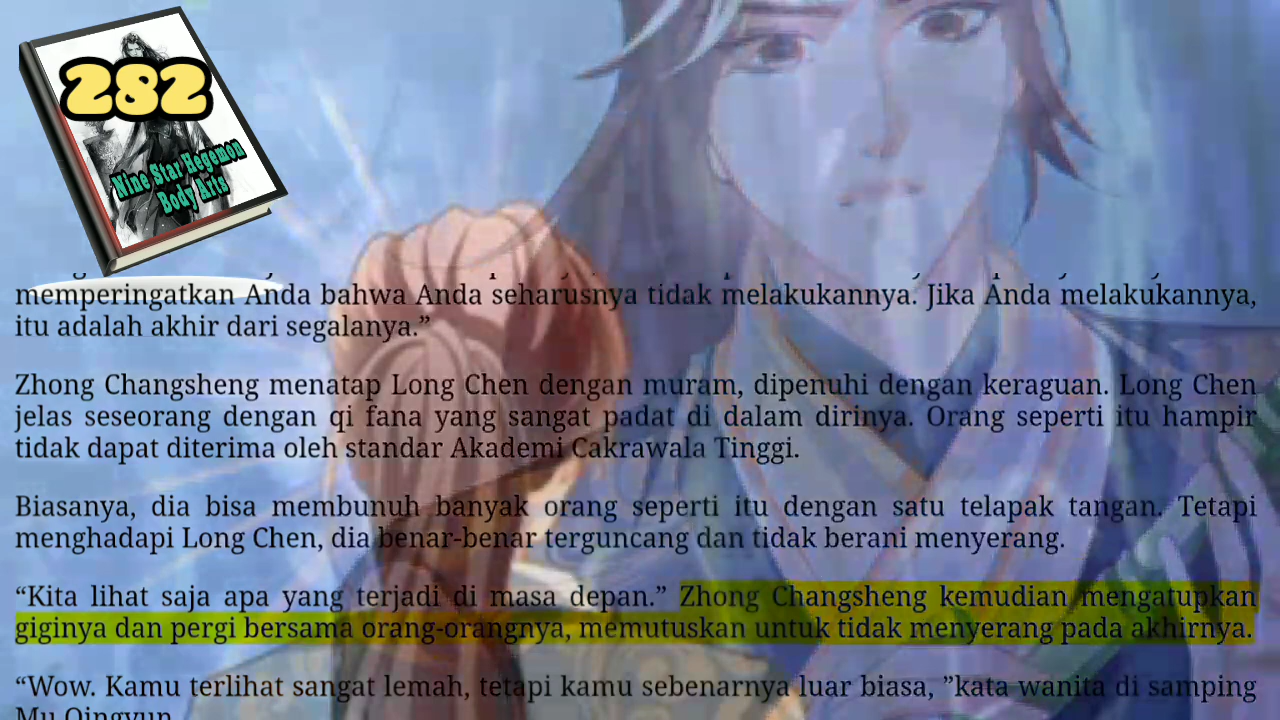 282
Nine Star Hegemon
Body Arts
memperingatkan Anda bahwa Anda seharusnya tidak melakukannya. Jika Anda melakukannya,
itu adalah akhir dari segalanya.”
Zhong Changsheng menatap Long Chen dengan muram, dipenuhi dengan keraguan. Long Chen
jelas seseorang dengan qi fana yang sangat padat di dalam dirinya. Orang seperti itu hampir
tidak dapat diterima oleh standar Akademi Cakrawala Tinggi.
Biasanya, dia bisa membunuh banyak orang seperti itu dengan satu telapak tangan. Tetapi
menghadapi Long Chen, dia benar-benar terguncang dan tidak berani menyerang.
“Kita lihat saja apa yang terjadi di masa depan.” Zhong Changsheng kemudian mengatupkan
giginya dan pergi bersama orang-orangnya, memutuskan untuk tidak menyerang pada akhirnya.
“Wow. Kamu terlihat sangat lemah, tetapi kamu sebenarnya luar biasa, ”kata wanita di samping
Mu Qingyun